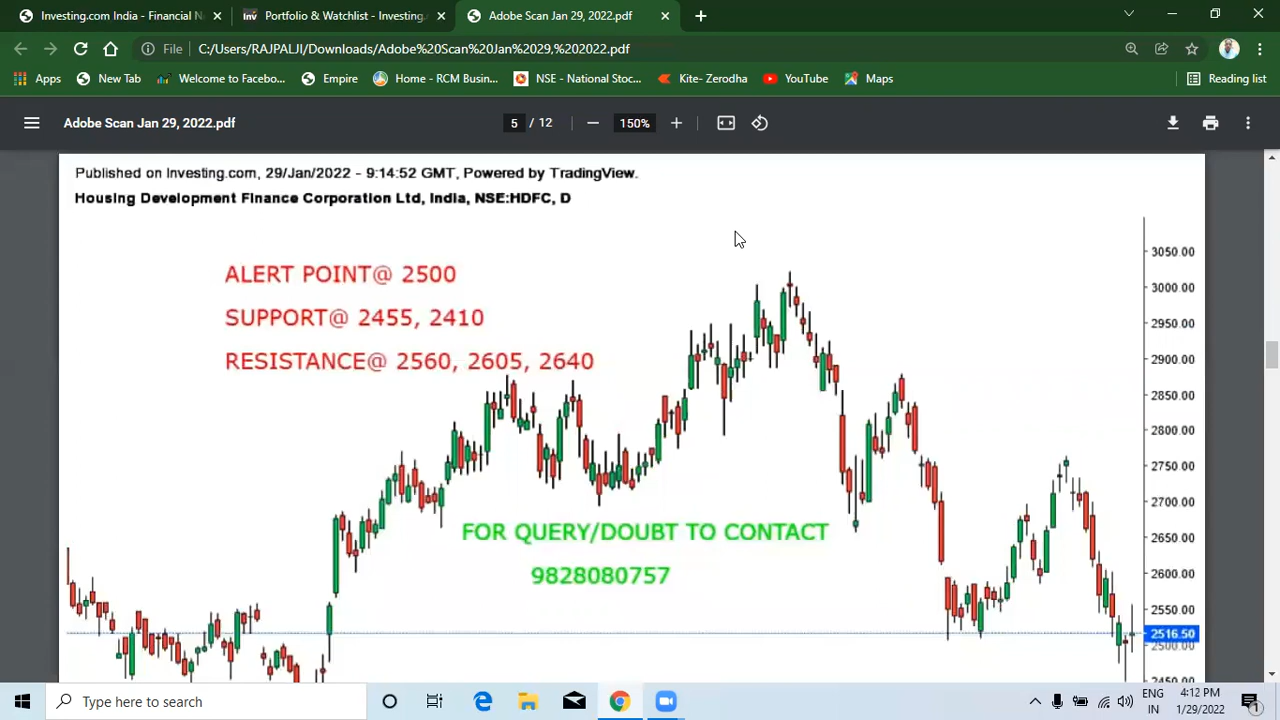 Investing.com India - Financial N
Portfolio & Watchlist - Investing.
Adobe Scan Jan 29, 2022.pdf
File
C:/Users/RAJPALJI/Downloads/Adobe%20Scan%20Jan%2029,%202022.pdf
Apps
New Tab
Welcome to Facebo...
Empire
Home - RCM Busin...
NSE - National Stoc...
Kite- Zerodha
YouTube
Maps
Reading list
Adobe Scan Jan 29, 2022.pdf
5 / 12
150%
Published on Investing.com, 29/Jan/2022 - 9:14:52 GMT, Powered by TradingView.
Housing Development Finance Corporation Ltd, India, NSE:HDFC, D
ALERT POINT@ 2500
SUPPORT@ 2455, 2410
RESISTANCE@ 2560, 2605, 2640
FOR QUERY/DOUBT TO CONTACT
9828080757
3050.00
3000.00
2950.00
2900.00
2850.00
2800.00
2750.00
2700.00
2650.00
2600.00
2550.00
2516.50
2500.00
2450.00
Type here to search
ENG
IN
4:12 PM
1/29/2022
1